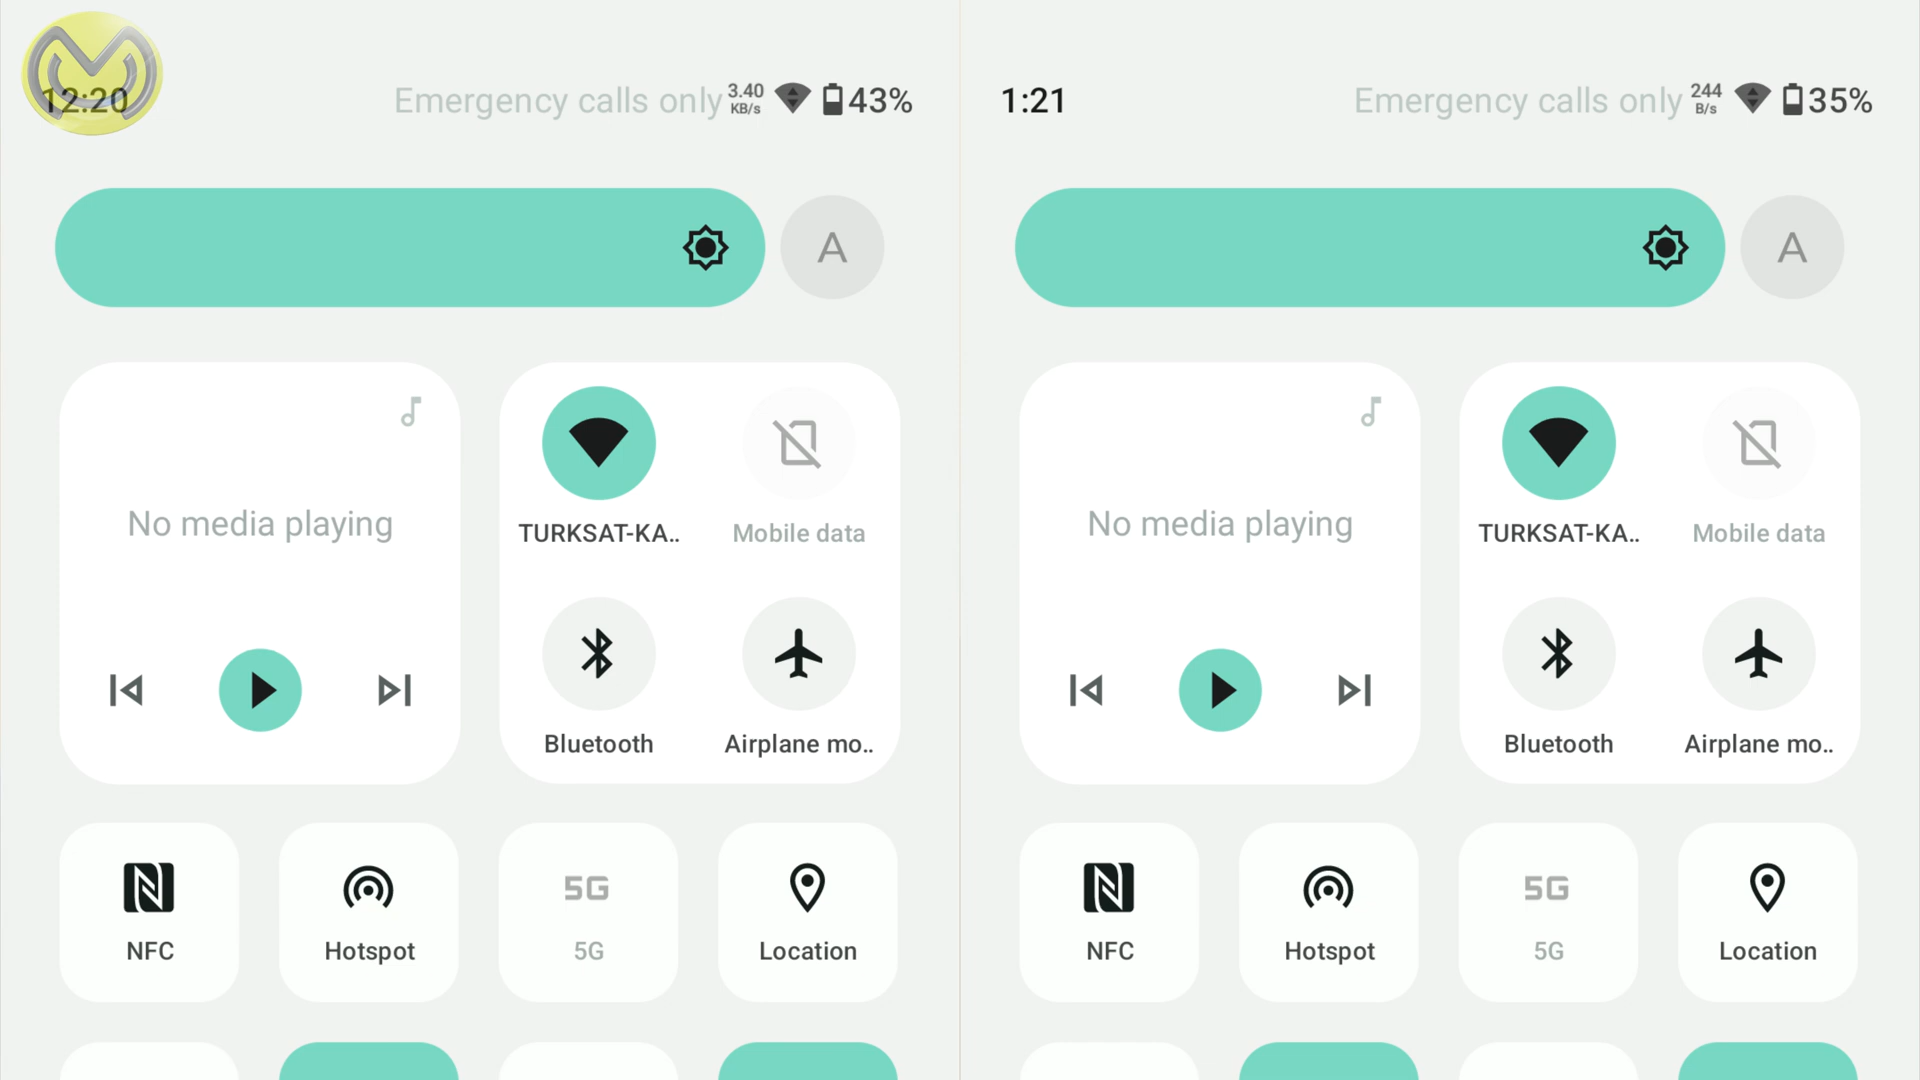 12:20
Emergency calls only 3.40 KB/s 43%
A
No media playing
TURKSAT-KA..
Mobile data
Bluetooth
Airplane mo..
NFC
Hotspot
5G
5G
Location
1:21
Emergency calls only 244 B/s 35%
A
No media playing
TURKSAT-KA..
Mobile data
Bluetooth
Airplane mo..
NFC
Hotspot
5G
5G
Location